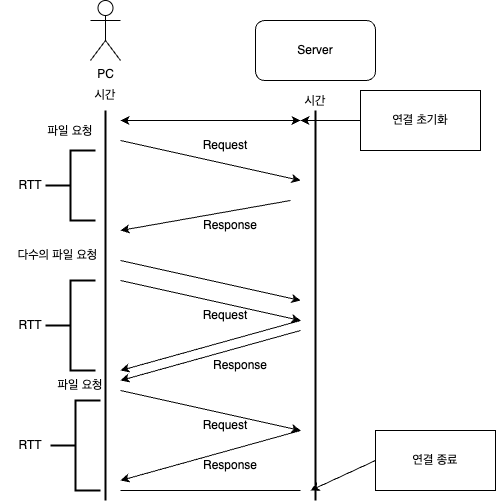 PC
Server
시간
시간
연결 초기화
파일 요청
Request
RTT
Response
다수의 파일 요청
Request
RTT
Response
파일 요청
Request
RTT
Response
연결 종료